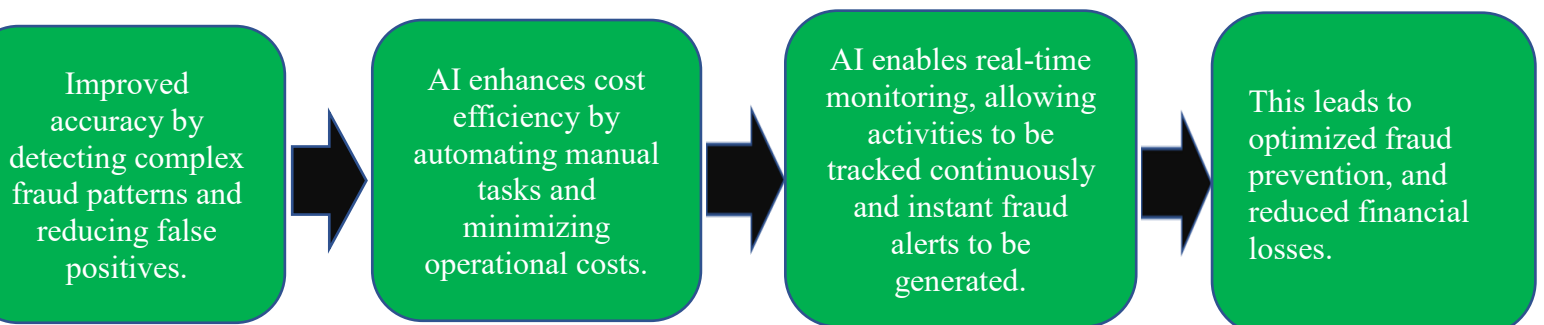 Improved
accuracy by
detecting complex
fraud patterns and
reducing false
positives.
AI enhances cost
efficiency by
automating manual
tasks and
minimizing
operational costs.
AI enables real-time
monitoring, allowing
activities to be
tracked continuously
and instant fraud
alerts to be
generated.
This leads to
optimized fraud
prevention, and
reduced financial
losses.